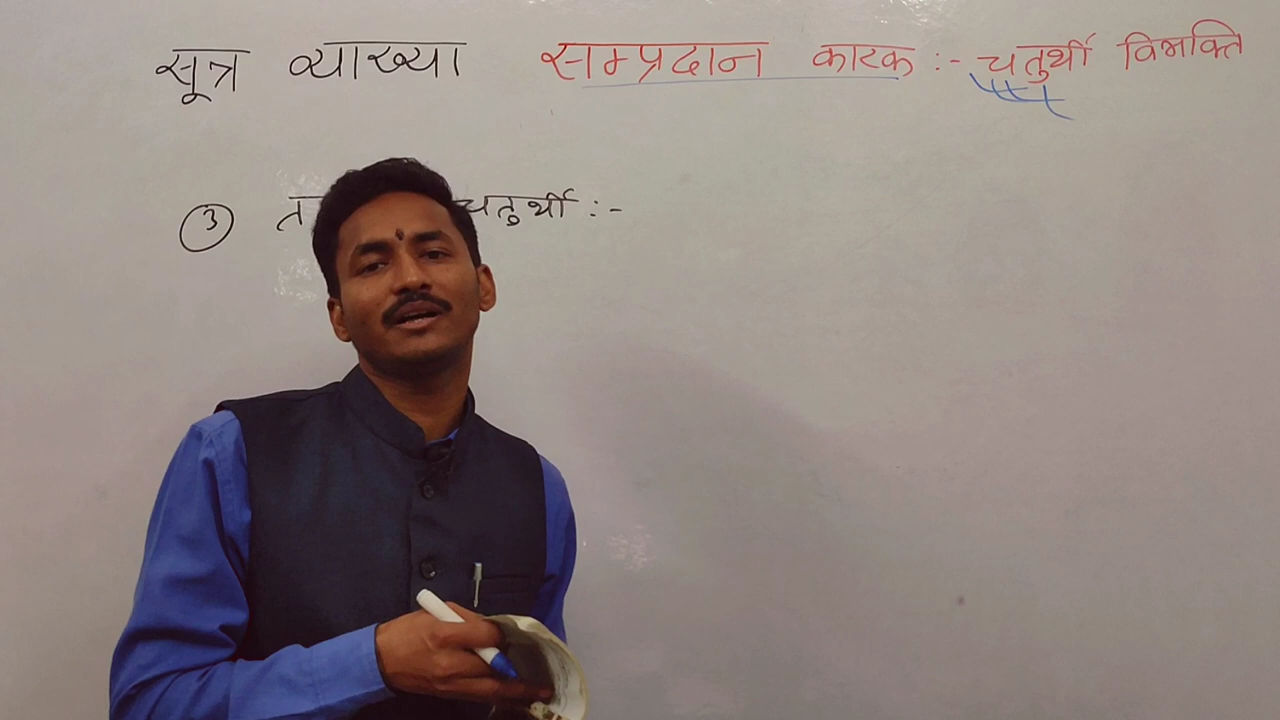 सूत्र व्याख्या सम्प्रदान कारक :- चतुर्थी विभक्ति
3 चतुर्थी :-